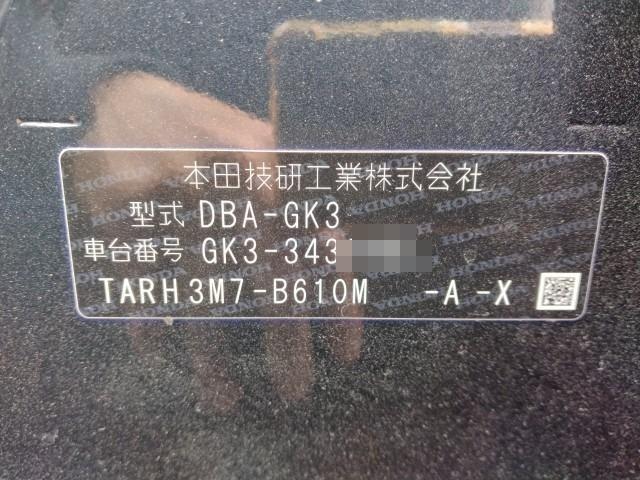 本田技研工業株式会社
型式 DBA-GK3
車台番号 GK3-343
TARH3M7-B610M -A -X